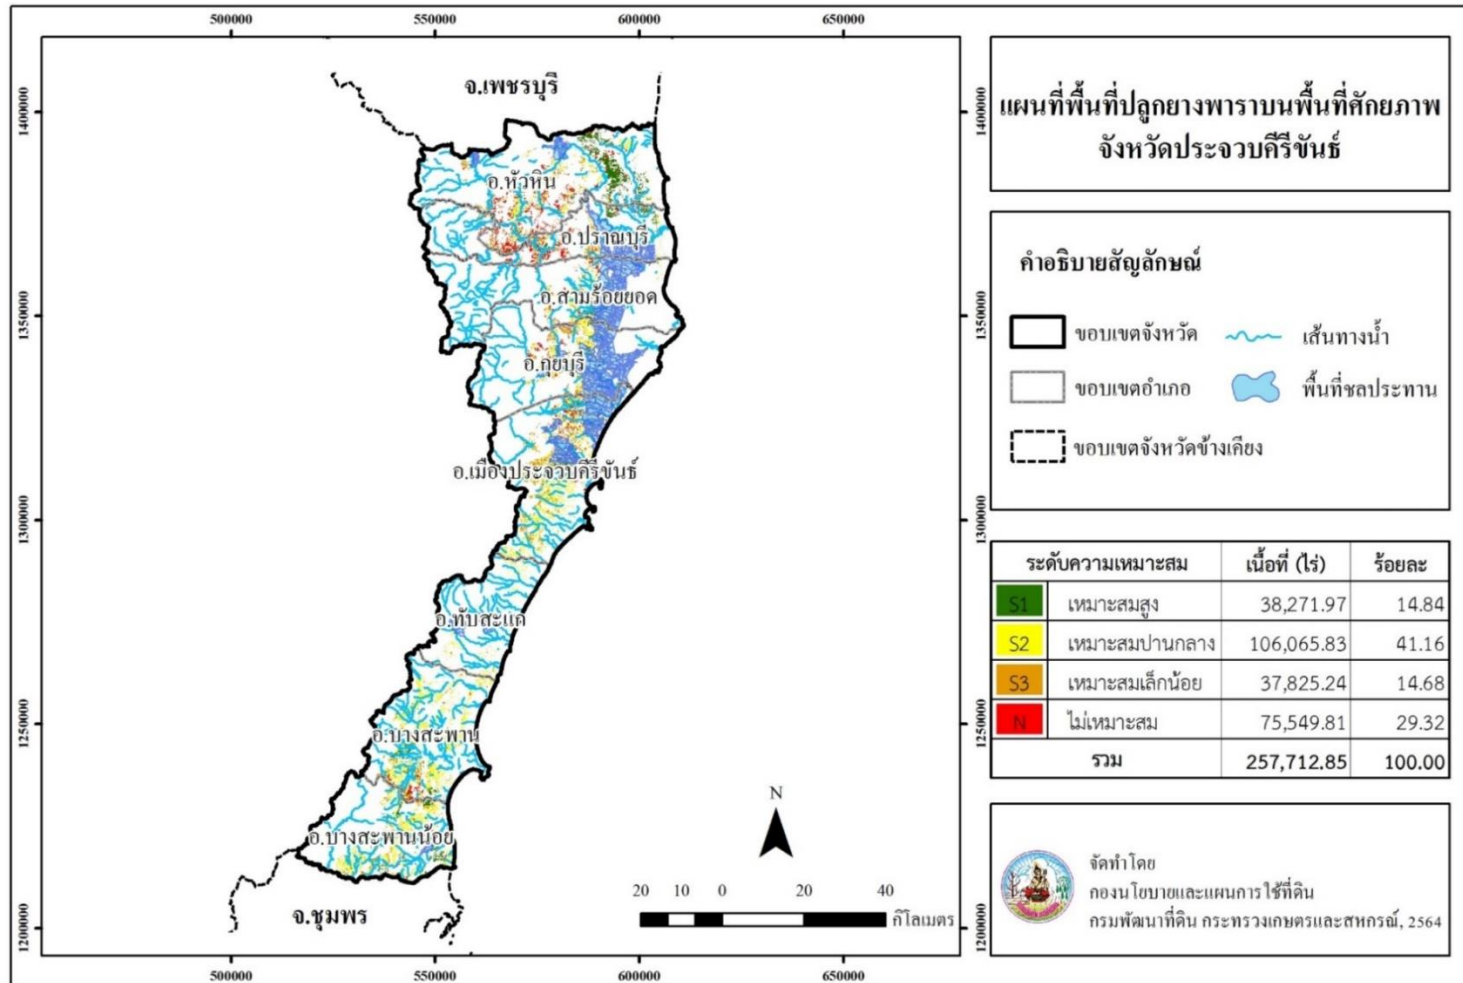 500000 550000 600000 650000
จ.เพชรบุรี
1400000
1400000
แผนที่พื้นที่ปลูกยางพาราบนพื้นที่ศักยภาพ
จังหวัดประจวบคีรีขันธ์
อ.หัวหิน
อ.ปราณบุรี
อ.สามร้อยยอด
1350000
1350000
อ.กุยบุรี
อ.เมืองประจวบคีรีขันธ์
1300000
1300000
อ.ทับสะแก
1250000
1250000
อ.บางสะพาน
อ.บางสะพานน้อย
จ.ชุมพร
1200000
1200000
N
20 10 0 20 40
กิโลเมตร
500000 550000 600000 650000
คำอธิบายสัญลักษณ์
ขอบเขตจังหวัด เส้นทางน้ำ
ขอบเขตอำเภอ พื้นที่ชลประทาน
ขอบเขตจังหวัดข้างเคียง
ระดับความเหมาะสม เนื้อที่ (ไร่) ร้อยละ
S1 เหมาะสมสูง 38,271.97 14.84
S2 เหมาะสมปานกลาง 106,065.83 41.16
S3 เหมาะสมเล็กน้อย 37,825.24 14.68
N ไม่เหมาะสม 75,549.81 29.32
รวม 257,712.85 100.00
จัดทำโดย
กองนโยบายและแผนการใช้ที่ดิน
กรมพัฒนาที่ดิน กระทรวงเกษตรและสหกรณ์, 2564